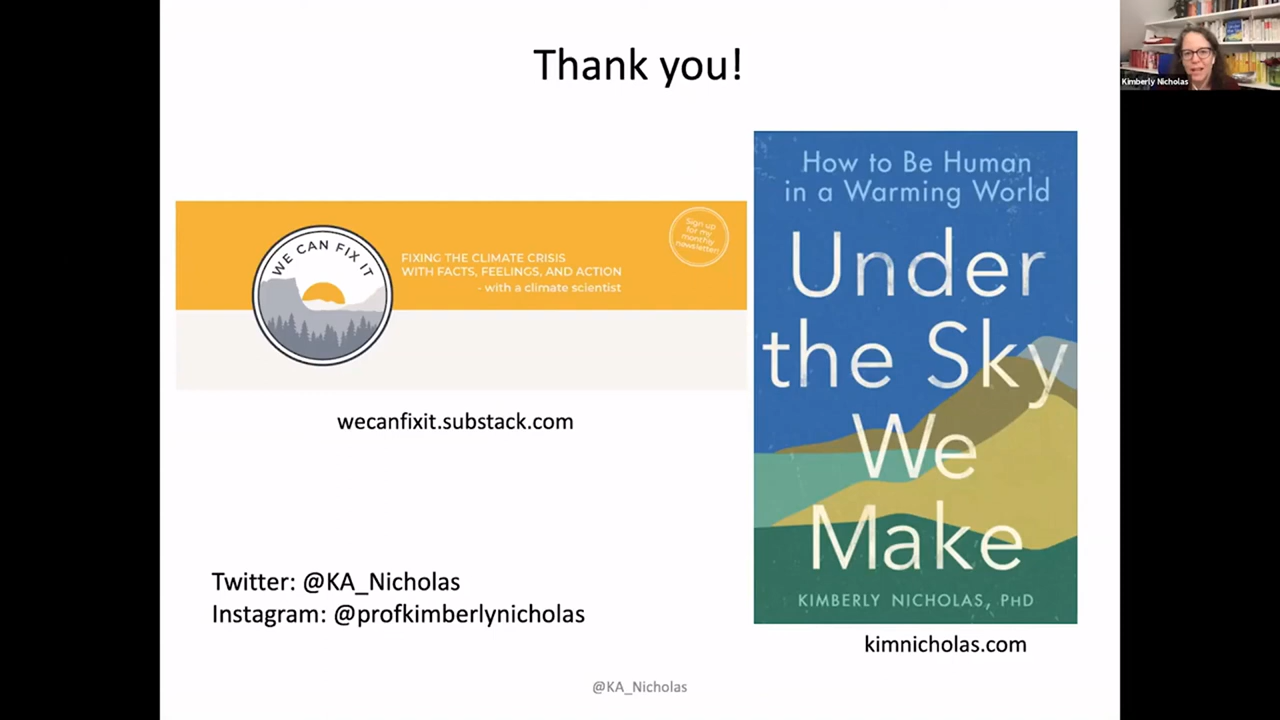 Thank you!
Kimberly Nicholas
WE CAN FIX IT
FIXING THE CLIMATE CRISIS
WITH FACTS, FEELINGS, AND ACTION
- with a climate scientist
Sign up
for my
monthly
newsletter!
wecanfixit.substack.com
How to Be Human
in a Warming World
Under
the Sky
We
Make
KIMBERLY NICHOLAS, PHD
kimnicholas.com
Twitter: @KA_Nicholas
Instagram: @profkimberlynicholas
@KA_Nicholas